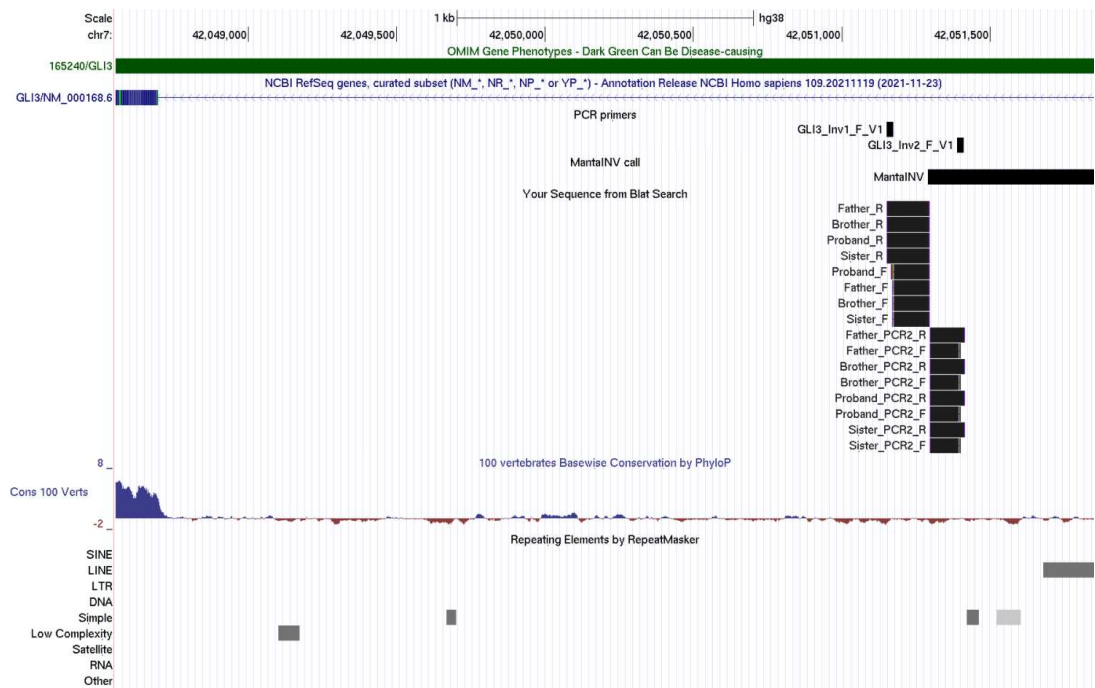 Scale 1 kb hg38
chr7: 42,049,000 42,049,500 42,050,000 42,050,500 42,051,000 42,051,500
OMIM Gene Phenotypes - Dark Green Can Be Disease-causing
165240/GLI3
NCBI RefSeq genes, curated subset (NM_*, NR_*, NP_* or YP_*) - Annotation Release NCBI Homo sapiens 109.20211119 (2021-11-23)
GLI3/NM_000168.6
PCR primers
GLI3_Inv1_F_V1
GLI3_Inv2_F_V1
MantaINV call
MantaINV
Your Sequence from Blat Search
Father_R
Brother_R
Proband_R
Sister_R
Proband_F
Father_F
Brother_F
Sister_F
Father_PCR2_R
Father_PCR2_F
Brother_PCR2_R
Brother_PCR2_F
Proband_PCR2_R
Proband_PCR2_F
Sister_PCR2_R
Sister_PCR2_F
8 _ 100 vertebrates Basewise Conservation by PhyloP
Cons 100 Verts
-2 _
Repeating Elements by RepeatMasker
SINE
LINE
LTR
DNA
Simple
Low Complexity
Satellite
RNA
Other